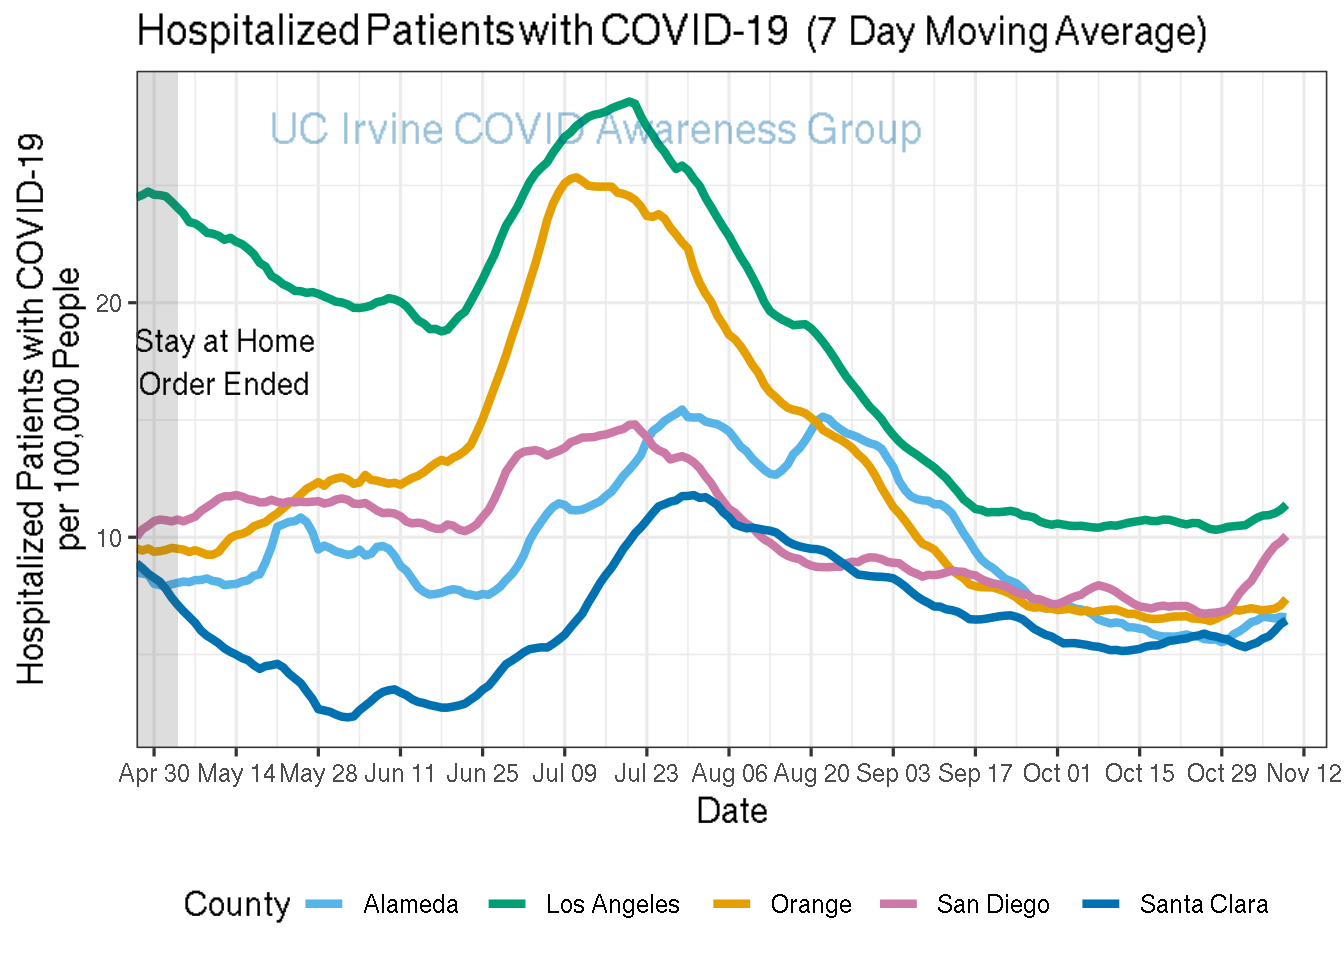 Hospitalized Patients with COVID-19 (7 Day Moving Average)
UC Irvine COVID Awareness Group
Hospitalized Patients with COVID-19
per 100,000 People
20
10
Stay at Home
Order Ended
Apr 30 May 14 May 28 Jun 11 Jun 25 Jul 09 Jul 23 Aug 06 Aug 20 Sep 03 Sep 17 Oct 01 Oct 15 Oct 29 Nov 12
Date
County Alameda Los Angeles Orange San Diego Santa Clara